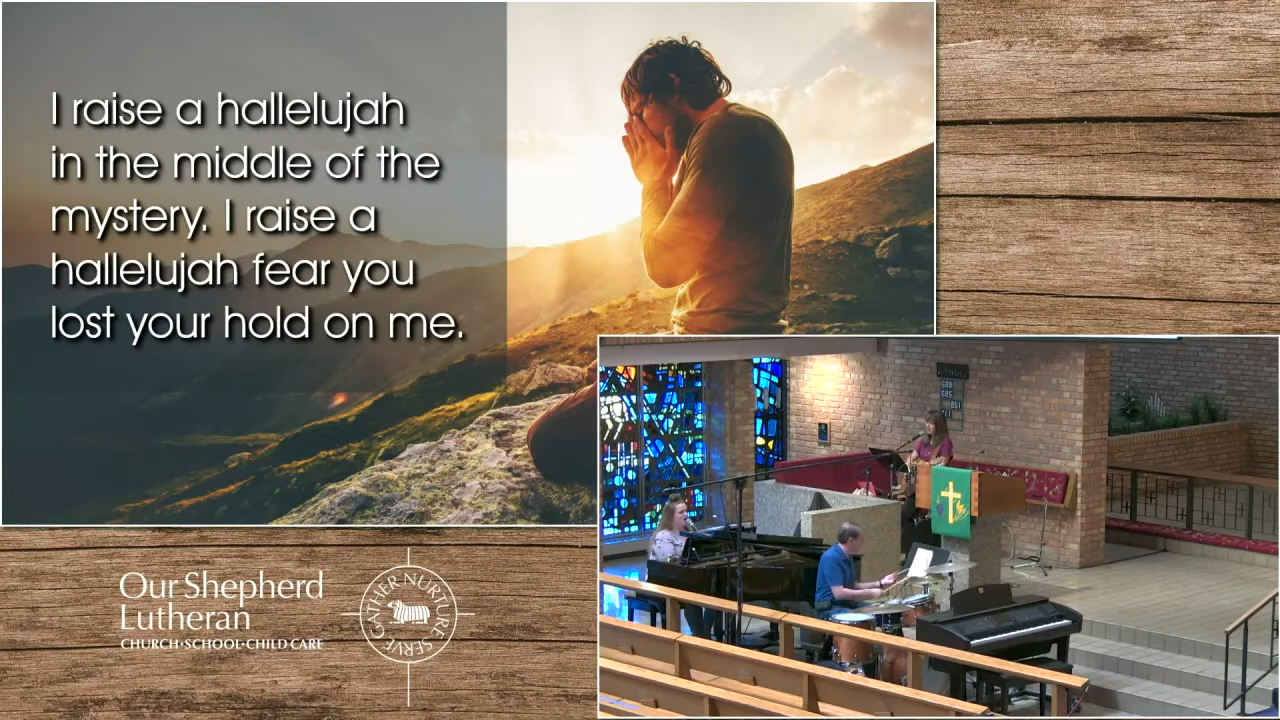 I raise a hallelujah
in the middle of the
mystery. I raise a
hallelujah fear you
lost your hold on me.
Our Shepherd
Lutheran
CHURCH•SCHOOL•CHILD CARE
GATHER NURTURE SERVE